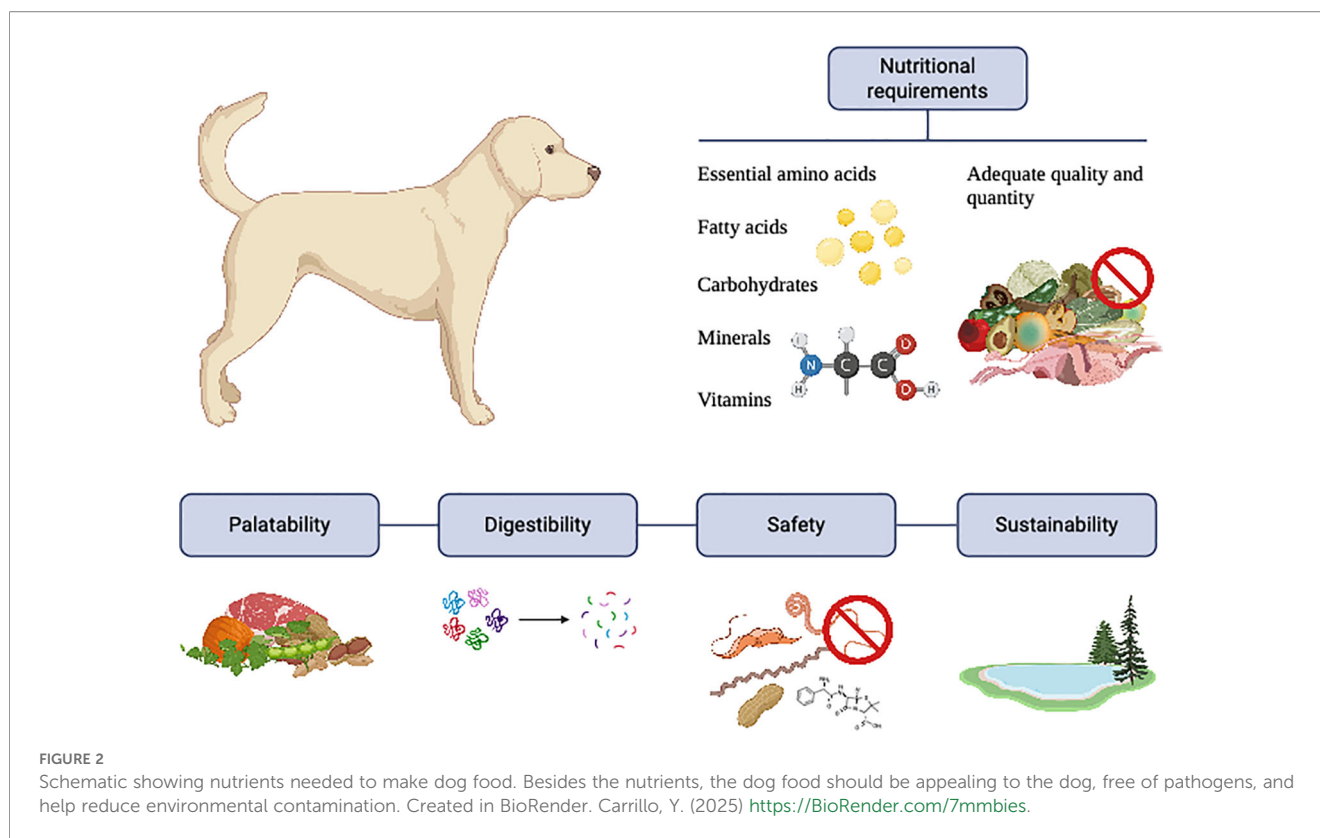 Nutritional
requirements
Essential amino acids
Adequate quality and
quantity
Fatty acids
Carbohydrates
Minerals
Vitamins
N
C
C
D
D
H
H
Palatability
Digestibility
Safety
Sustainability
FIGURE 2
Schematic showing nutrients needed to make dog food. Besides the nutrients, the dog food should be appealing to the dog, free of pathogens, and
help reduce environmental contamination. Created in BioRender. Carrillo, Y. (2025) https://BioRender.com/7mmbies.